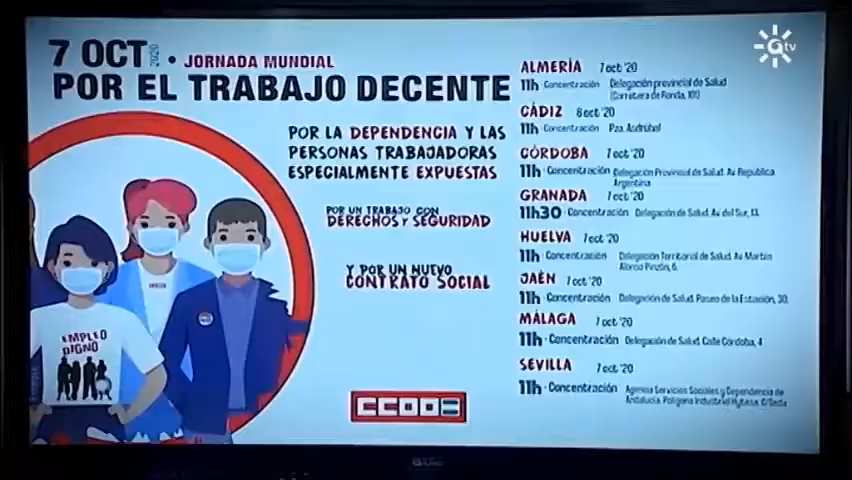 7 OCT 2020 • JORNADA MUNDIAL
POR EL TRABAJO DECENTE
POR LA DEPENDENCIA Y LAS
PERSONAS TRABAJADORAS
ESPECIALMENTE EXPUESTAS
POR UN TRABAJO CON
DERECHOS Y SEGURIDAD
Y POR UN NUEVO
CONTRATO SOCIAL
EMPLEO
DIGNO
CCOO
ALMERÍA 7 oct '20
11h · Concentración Delegación provincial de Salud
(Carretera de Ronda, 101)
CÁDIZ 6 oct '20
11h · Concentración Pza. Asdrúbal
CÓRDOBA 7 oct '20
11h · Concentración Delegación Provincial de Salud. Av. República
Argentina
GRANADA 7 oct '20
11h30 · Concentración Delegación de Salud. Av. del Sur, 13.
HUELVA 7 oct '20
11h · Concentración Delegación Territorial de Salud. Av. Martín
Alonso Pinzón, 6.
JAÉN 7 oct '20
11h · Concentración Delegación de Salud. Paseo de la Estación, 30.
MÁLAGA 7 oct '20
11h · Concentración Delegación de Salud. Calle Córdoba, 4
SEVILLA 7 oct '20
11h · Concentración Agencia Servicios Sociales y Dependencia de
Andalucía. Polígono Industrial Hytasa. C/Seda
tv